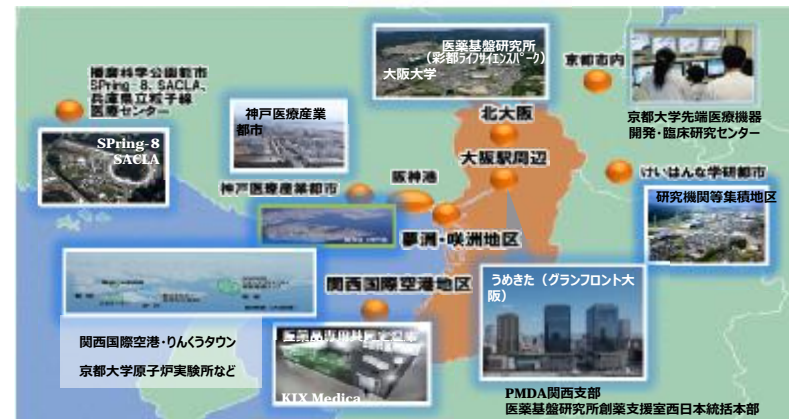 医薬基盤研究所
（彩都ライフサイエンスパーク）
大阪大学
京都市内
播磨科学公園都市
SPring-8、SACLA、
兵庫県立粒子線
医療センター
神戸医療産業
都市
北大阪
京都大学先端医療機器
開発・臨床研究センター
SPring-8
SACLA
大阪駅周辺
阪神港
けいはんな学研都市
神戸医療産業都市
研究機関等集積地区
夢洲・咲洲地区
関西国際空港地区
うめきた（グランフロント大
阪）
関西国際空港・りんくうタウン
京都大学原子炉実験所など
医薬品専用共同定温庫
KIX Medica
PMDA関西支部
医薬基盤研究所創薬支援室西日本統括本部